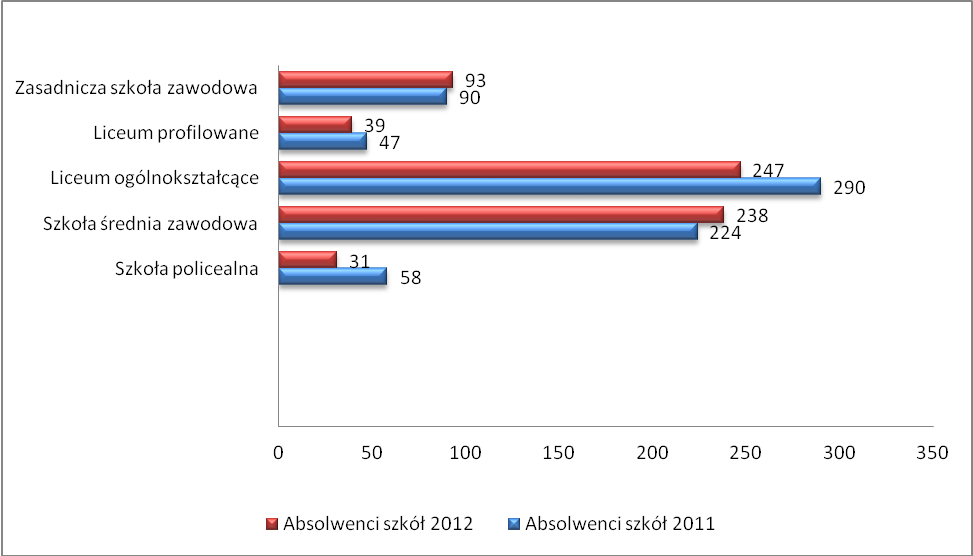 Zasadnicza szkoła zawodowa
93
90
Liceum profilowane
39
47
Liceum ogólnokształcące
247
290
Szkoła średnia zawodowa
238
224
Szkoła policealna
31
58
0 50 100 150 200 250 300 350
Absolwenci szkół 2012 Absolwenci szkół 2011